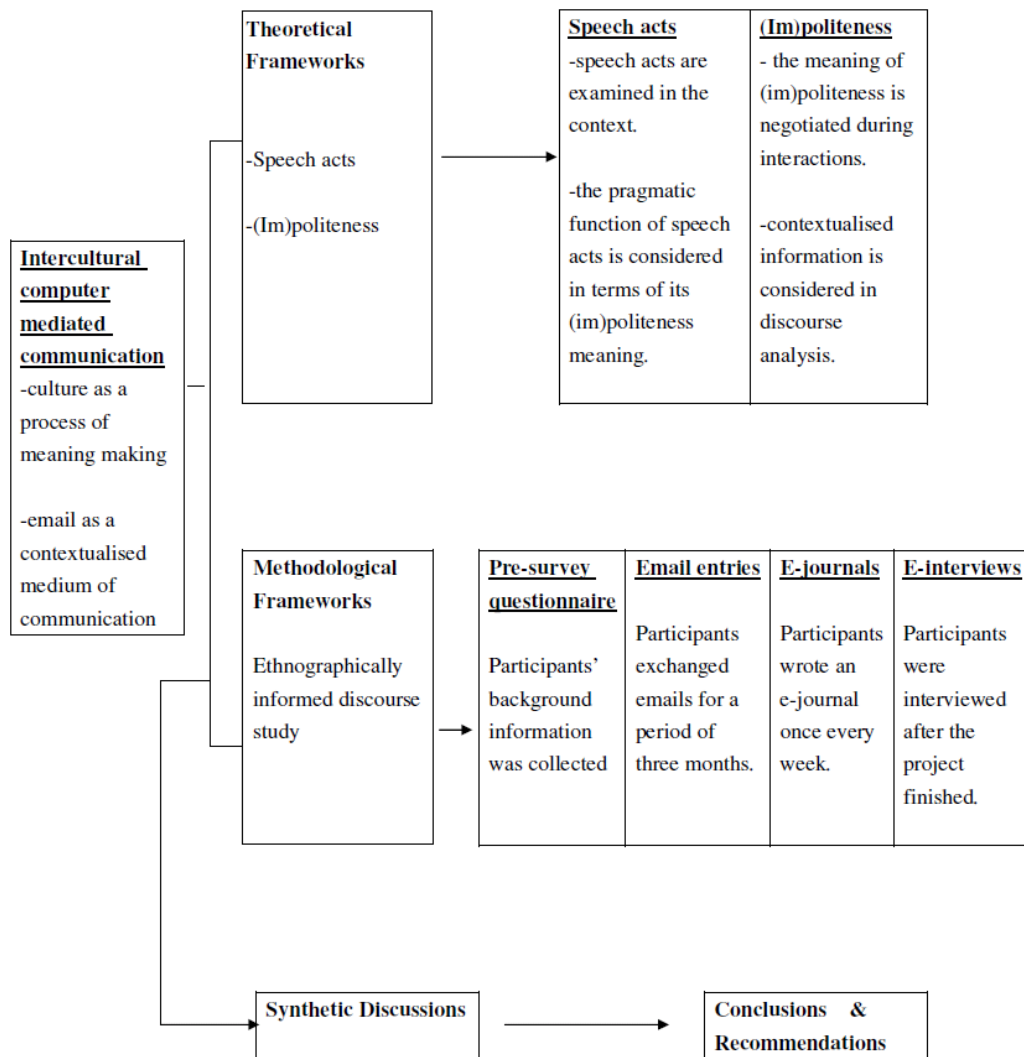 Intercultural
computer
mediated
communication
-culture as a
process of
meaning making
-email as a
contextualised
medium of
communication
Theoretical
Frameworks
-Speech acts
-(Im)politeness
Speech acts
-speech acts are
examined in the
context.
-the pragmatic
function of speech
acts is considered
in terms of its
(im)politeness
meaning.
(Im)politeness
- the meaning of
(im)politeness is
negotiated during
interactions.
-contextualised
information is
considered in
discourse
analysis.
Methodological
Frameworks
Ethnographically
informed discourse
study
Pre-survey
questionnaire
Participants’
background
information
was collected
Email entries
Participants
exchanged
emails for a
period of
three months.
E-journals
Participants
wrote an
e-journal
once every
week.
E-interviews
Participants
were
interviewed
after the
project
finished.
Synthetic Discussions
Conclusions &
Recommendations